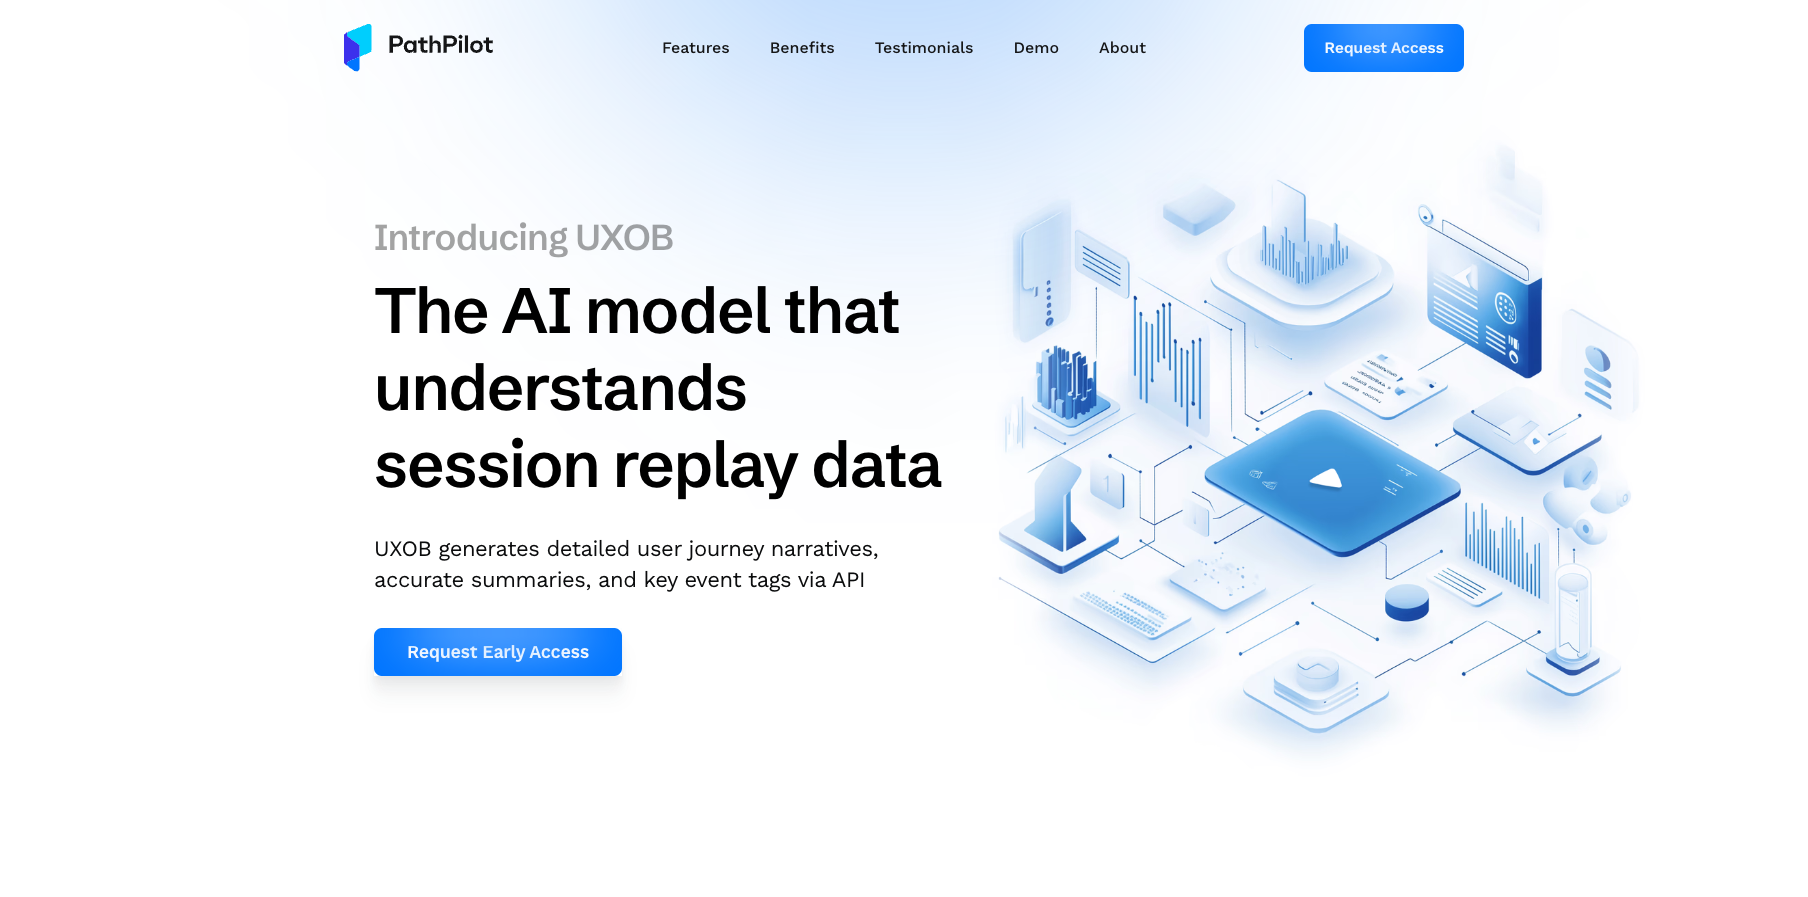 PathPilot
Features
Benefits
Testimonials
Demo
About
Request Access
Introducing UXOB
The AI model that
understands
session replay data
UXOB generates detailed user journey narratives,
accurate summaries, and key event tags via API
Request Early Access